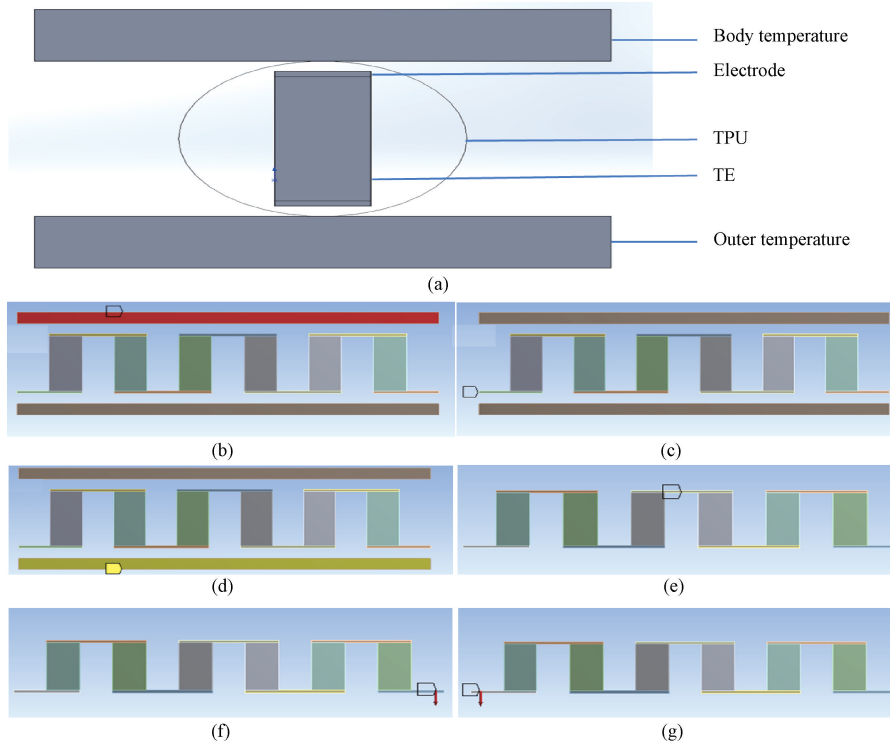 Body temperature
Electrode
TPU
TE
Outer temperature
(a)
(b)
(c)
(d)
(e)
(f)
(g)